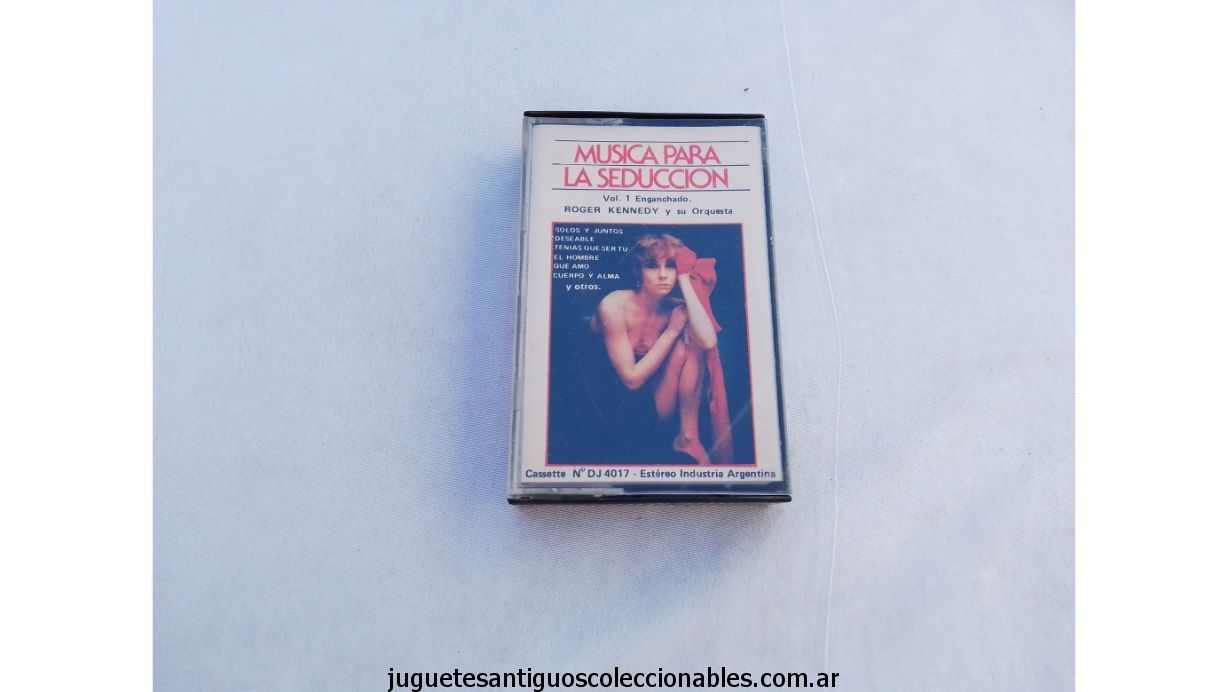 MUSICA PARA
LA SEDUCCION
Vol. 1 Enganchado.
ROGER KENNEDY y su Orquesta
SOLOS Y JUNTOS
DESEABLE
TENIAS QUE SER TU
EL HOMBRE
QUE AMO
CUERPO Y ALMA
y otros.
Cassette Nº DJ 4017 - Estéreo Industria Argentina
juguetesantiguoscoleccionables.com.ar